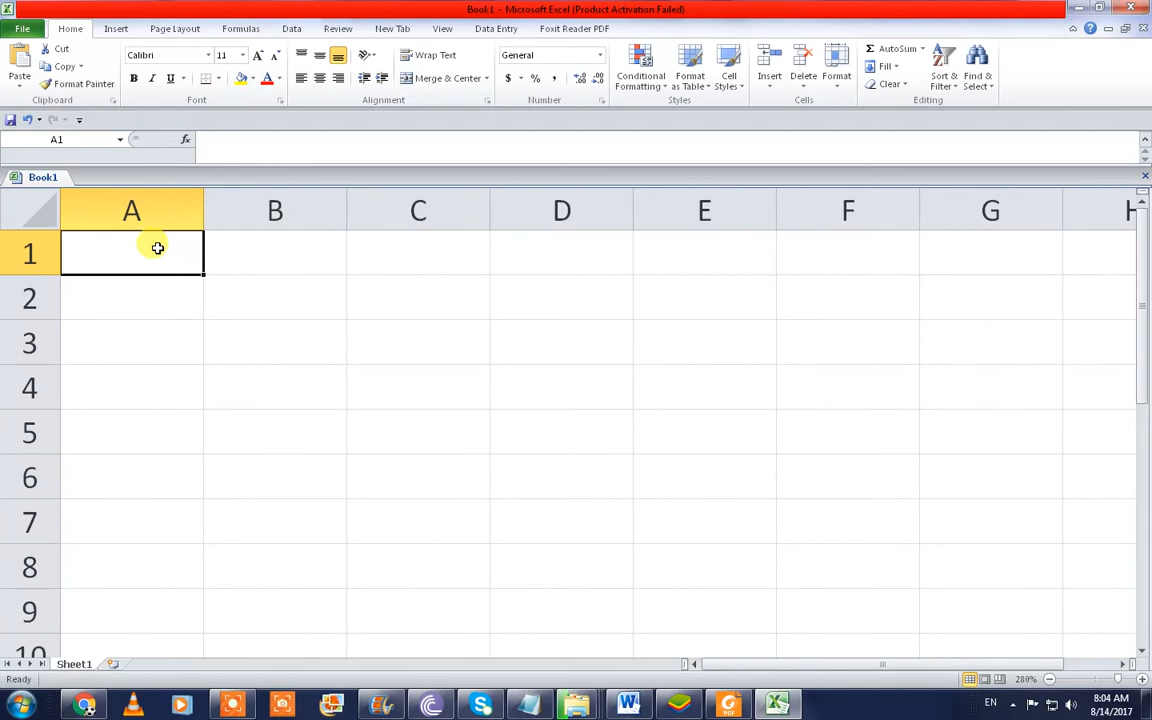 Book1 - Microsoft Excel (Product Activation Failed)
File Home Insert Page Layout Formulas Data Review New Tab View Data Entry Foxit Reader PDF
Paste
Cut
Copy
Format Painter
Clipboard
Calibri 11
B I U A
Font
Wrap Text
Merge & Center
Alignment
General
$ % ,
Number
Conditional Formatting
Format as Table
Cell Styles
Styles
Insert Delete Format
Cells
Σ AutoSum
Fill
Clear
Sort & Filter
Find & Select
Editing
A1 fx
Book1
A B C D E F G H
1
2
3
4
5
6
7
8
9
10
Sheet1
Ready 280%
EN 8:04 AM
8/14/2017